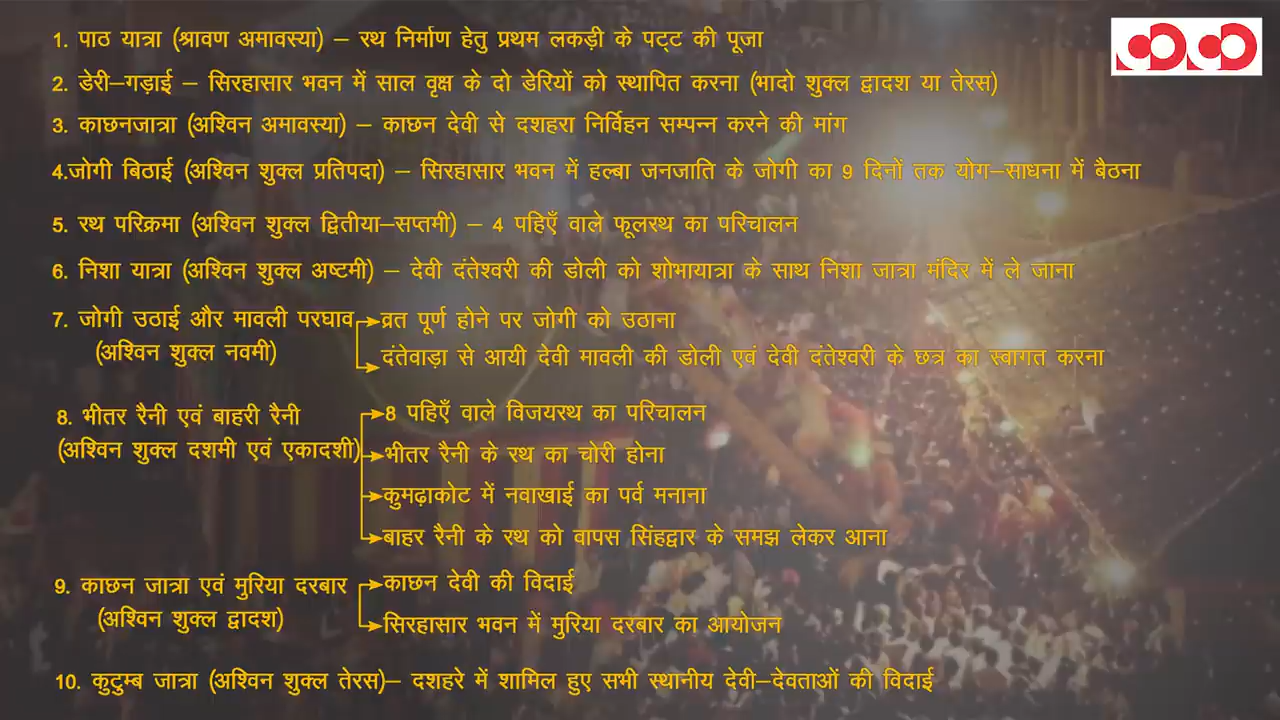 1. पाठ यात्रा (श्रावण अमावस्या) – रथ निर्माण हेतु प्रथम लकड़ी के पट्ट की पूजा
2. डेरी–गड़ाई – सिरहासार भवन में साल वृक्ष के दो डेरियों को स्थापित करना (भादो शुक्ल द्वादश या तेरस)
3. काछनजात्रा (अश्विन अमावस्या) – काछन देवी से दशहरा निर्विहन सम्पन्न करने की मांग
4.जोगी बिठाई (अश्विन शुक्ल प्रतिपदा) – सिरहासार भवन में हल्बा जनजाति के जोगी का 9 दिनों तक योग–साधना में बैठना
5. रथ परिक्रमा (अश्विन शुक्ल द्वितीया–सप्तमी) – 4 पहिएँ वाले फूलरथ का परिचालन
6. निशा यात्रा (अश्विन शुक्ल अष्टमी) – देवी दंतेश्वरी की डोली को शोभायात्रा के साथ निशा जात्रा मंदिर में ले जाना
7. जोगी उठाई और मावली परघाव
(अश्विन शुक्ल नवमी)
व्रत पूर्ण होने पर जोगी को उठाना
दंतेवाड़ा से आयी देवी मावली की डोली एवं देवी दंतेश्वरी के छत्र का स्वागत करना
8. भीतर रैनी एवं बाहरी रैनी
(अश्विन शुक्ल दशमी एवं एकादशी)
8 पहिएँ वाले विजयरथ का परिचालन
भीतर रैनी के रथ का चोरी होना
कुमढ़ाकोट में नवाखाई का पर्व मनाना
बाहर रैनी के रथ को वापस सिंहद्वार के समझ लेकर आना
9. काछन जात्रा एवं मुरिया दरबार
(अश्विन शुक्ल द्वादश)
काछन देवी की विदाई
सिरहासार भवन में मुरिया दरबार का आयोजन
10. कुटुम्ब जात्रा (अश्विन शुक्ल तेरस)– दशहरे में शामिल हुए सभी स्थानीय देवी–देवताओं की विदाई